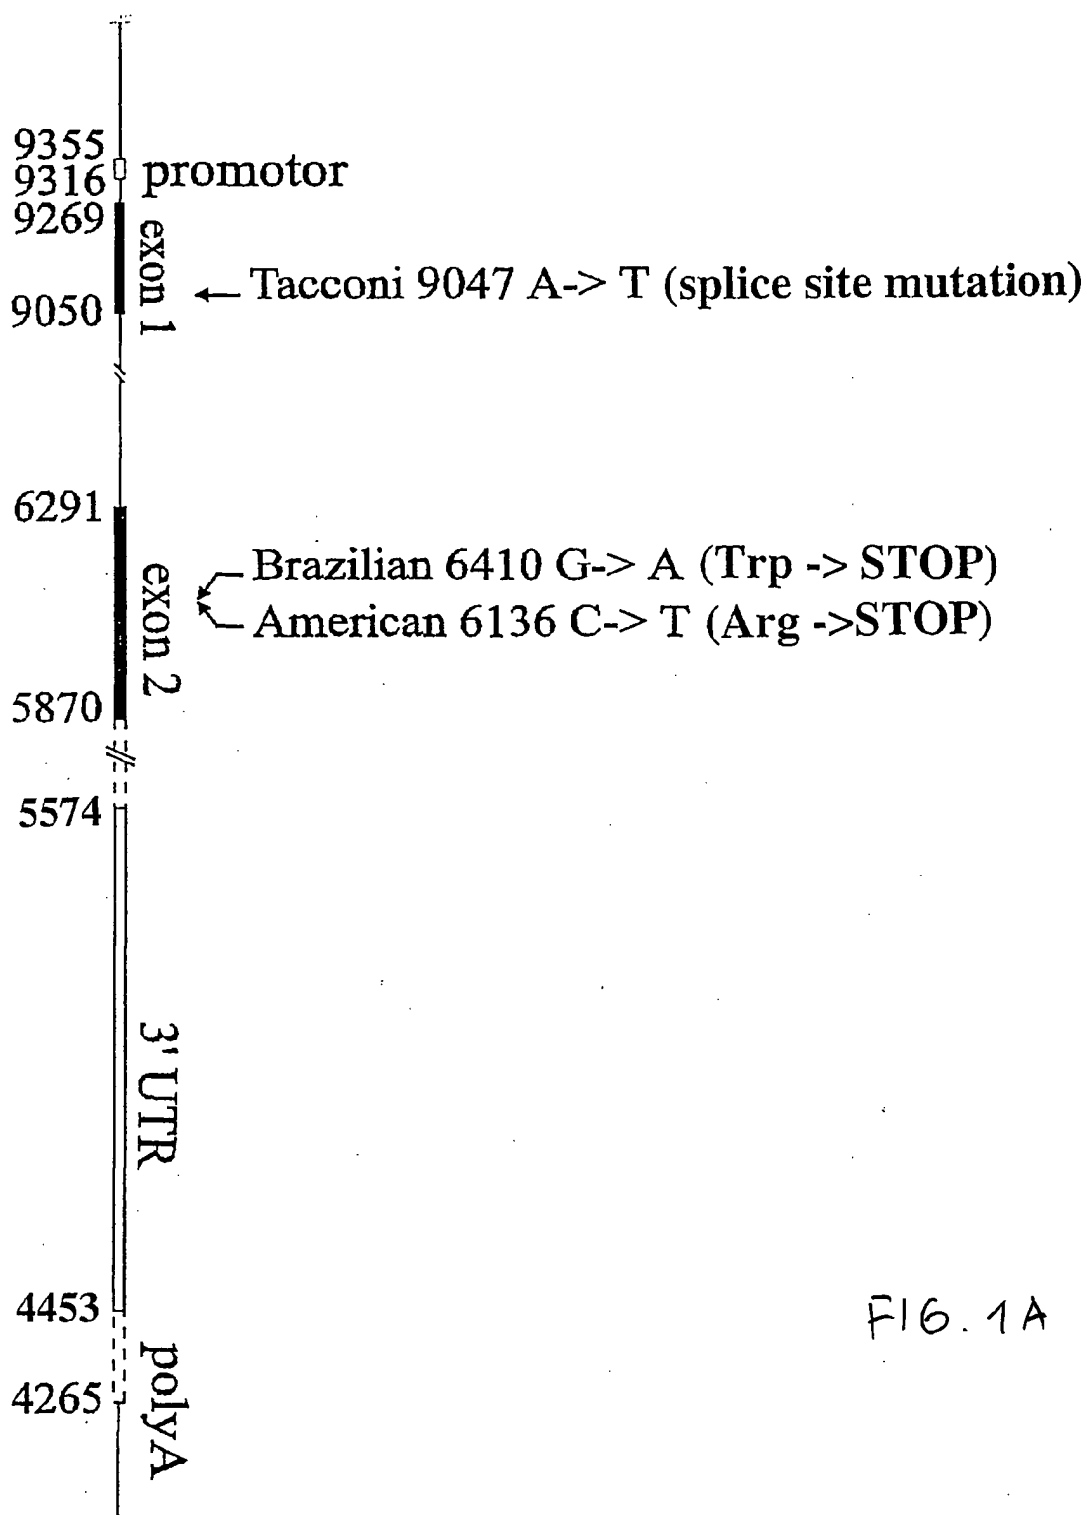 9355
9316
promotor
9269
exon 1
Tacconi 9047 A-> T (splice site mutation)
9050
6291
exon 2
Brazilian 6410 G-> A (Trp -> STOP)
American 6136 C-> T (Arg ->STOP)
5870
5574
3' UTR
4453
FIG. 1A
polyA
4265